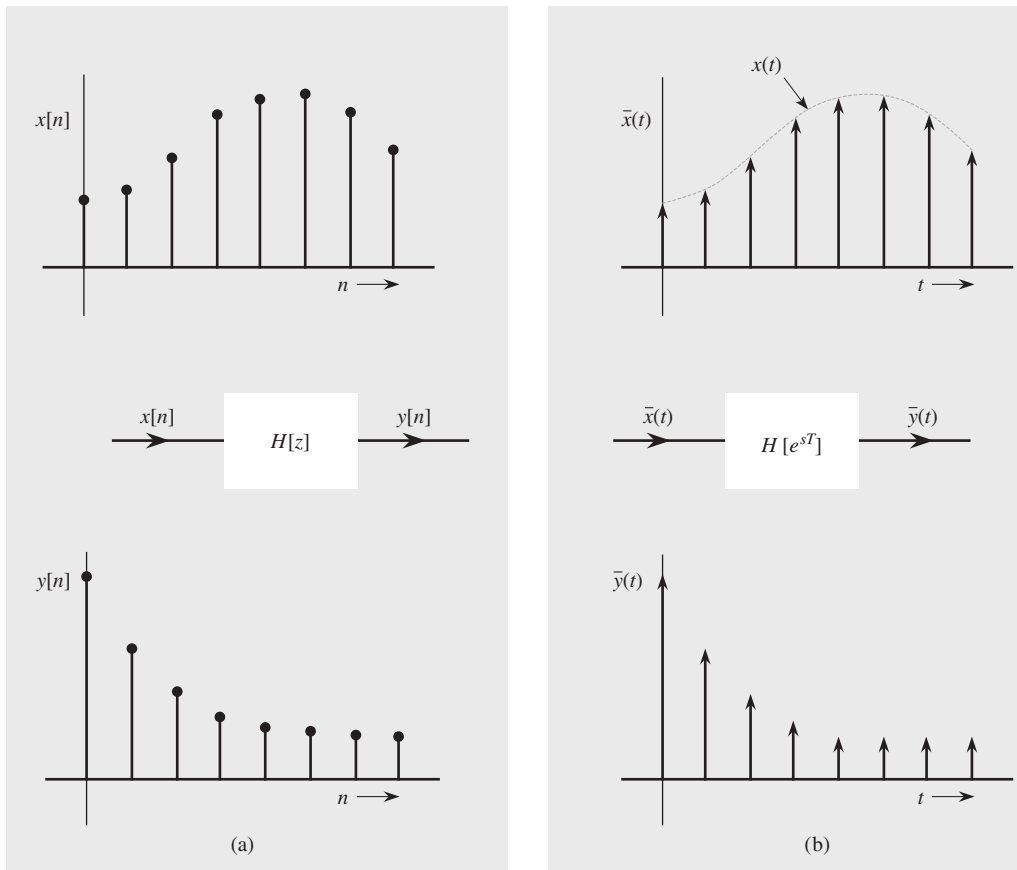 x[n]
n
x[n]
H[z]
y[n]
y[n]
n
(a)
x(t)
x̄(t)
t
x̄(t)
H [e^{sT}]
ȳ(t)
ȳ(t)
t
(b)